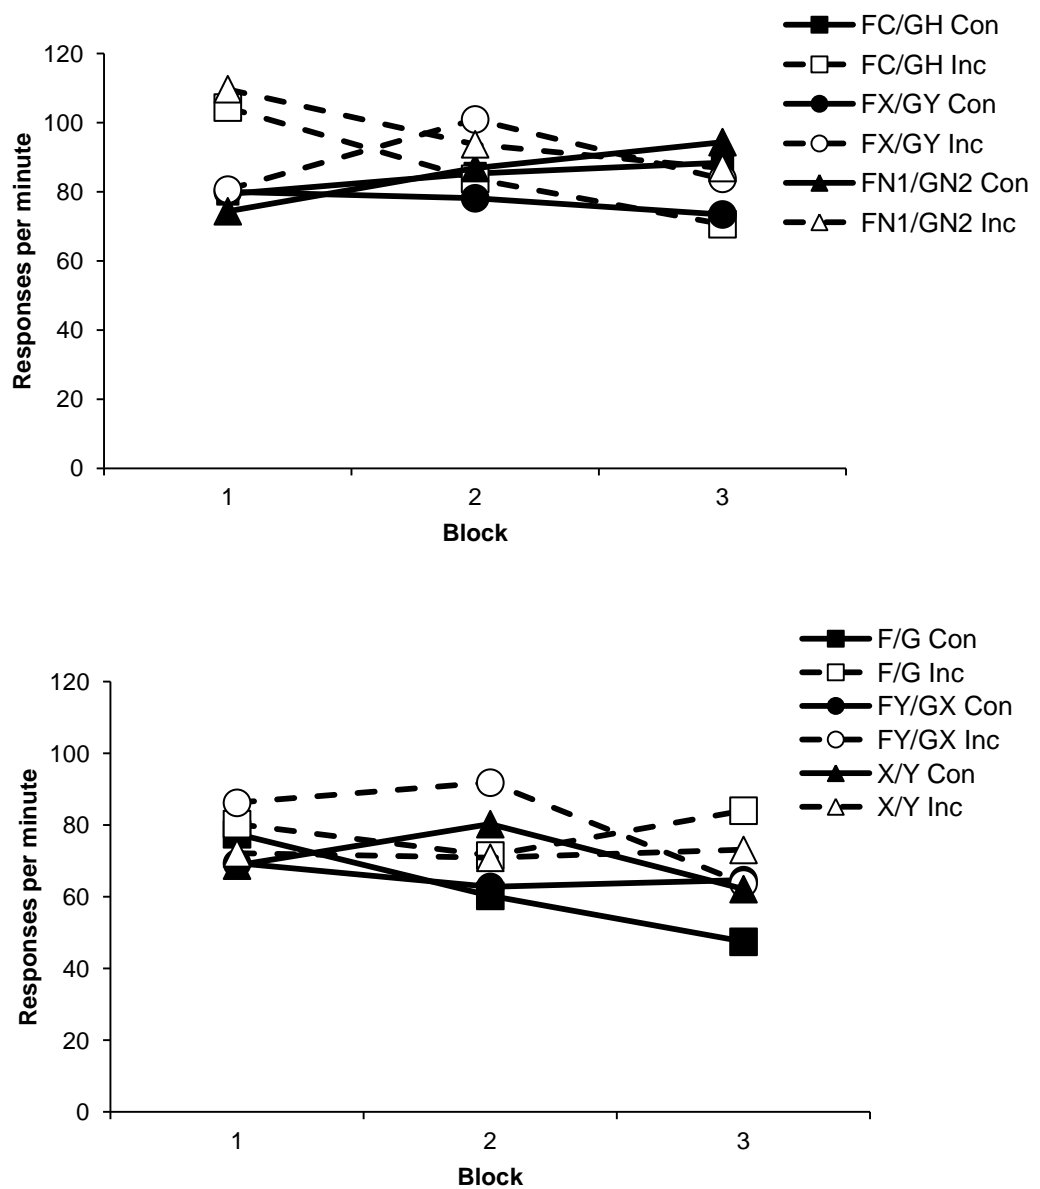 FC/GH Con
FC/GH Inc
FX/GY Con
FX/GY Inc
FN1/GN2 Con
FN1/GN2 Inc
120
100
80
60
40
20
0
Responses per minute
1 2 3
Block
F/G Con
F/G Inc
FY/GX Con
FY/GX Inc
X/Y Con
X/Y Inc
120
100
80
60
40
20
0
Responses per minute
1 2 3
Block